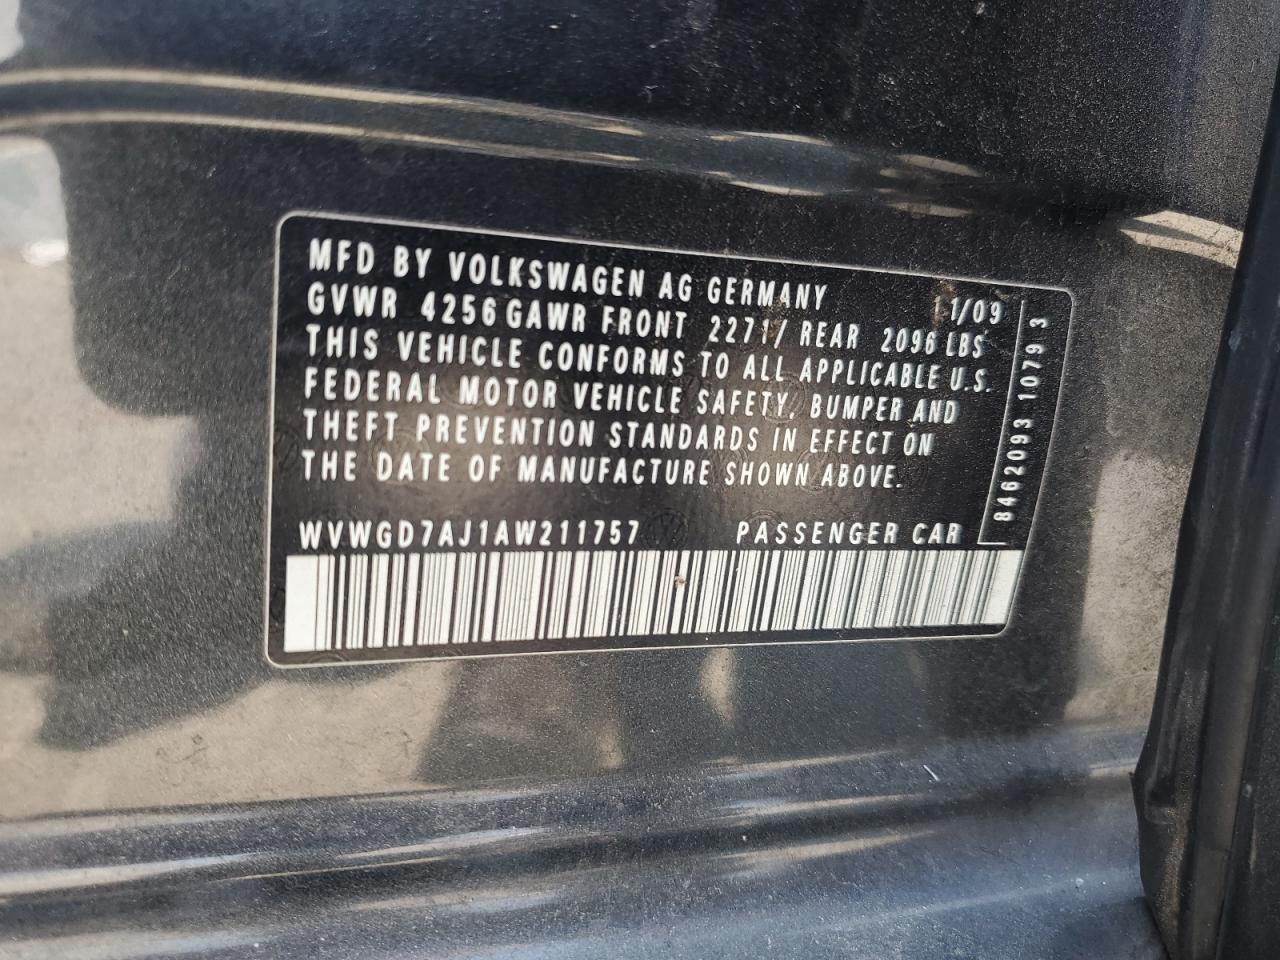 MFD BY VOLKSWAGEN AG GERMANY 11/09
GVWR 4256 GAWR FRONT 2271/ REAR 2096 LBS
THIS VEHICLE CONFORMS TO ALL APPLICABLE U.S.
FEDERAL MOTOR VEHICLE SAFETY, BUMPER AND
THEFT PREVENTION STANDARDS IN EFFECT ON
THE DATE OF MANUFACTURE SHOWN ABOVE.
WVWGD7AJ1AW211757 PASSENGER CAR
8462093 10793